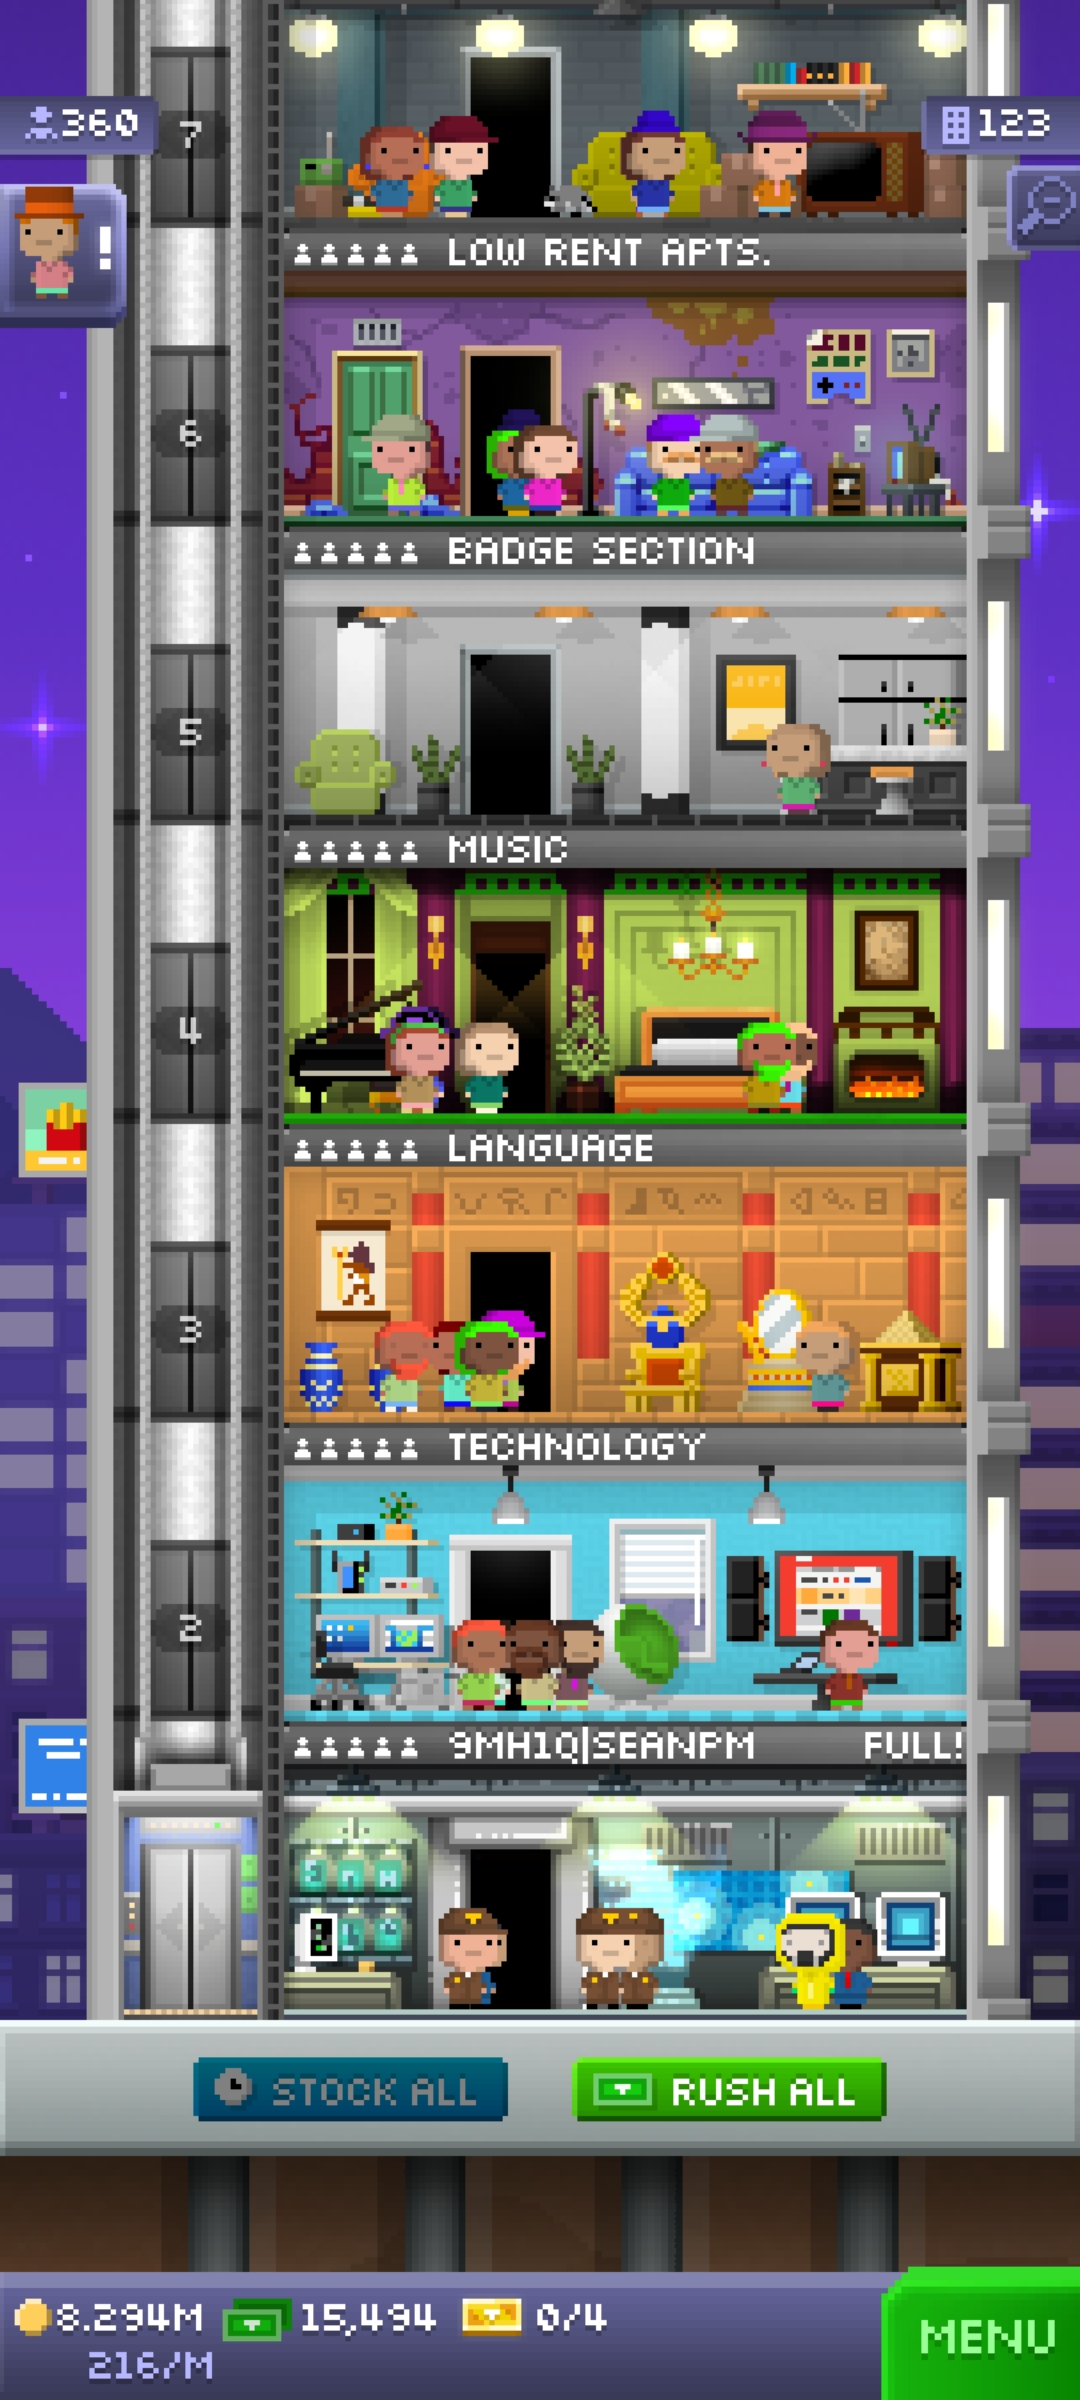 360
7
123
!
LOW RENT APTS.
6
BADGE SECTION
5
MUSIC
4
LANGUAGE
3
TECHNOLOGY
2
9MH1Q|SEANPM FULL!
STOCK ALL
RUSH ALL
8.294M
15,494
0/4
216/M
MENU